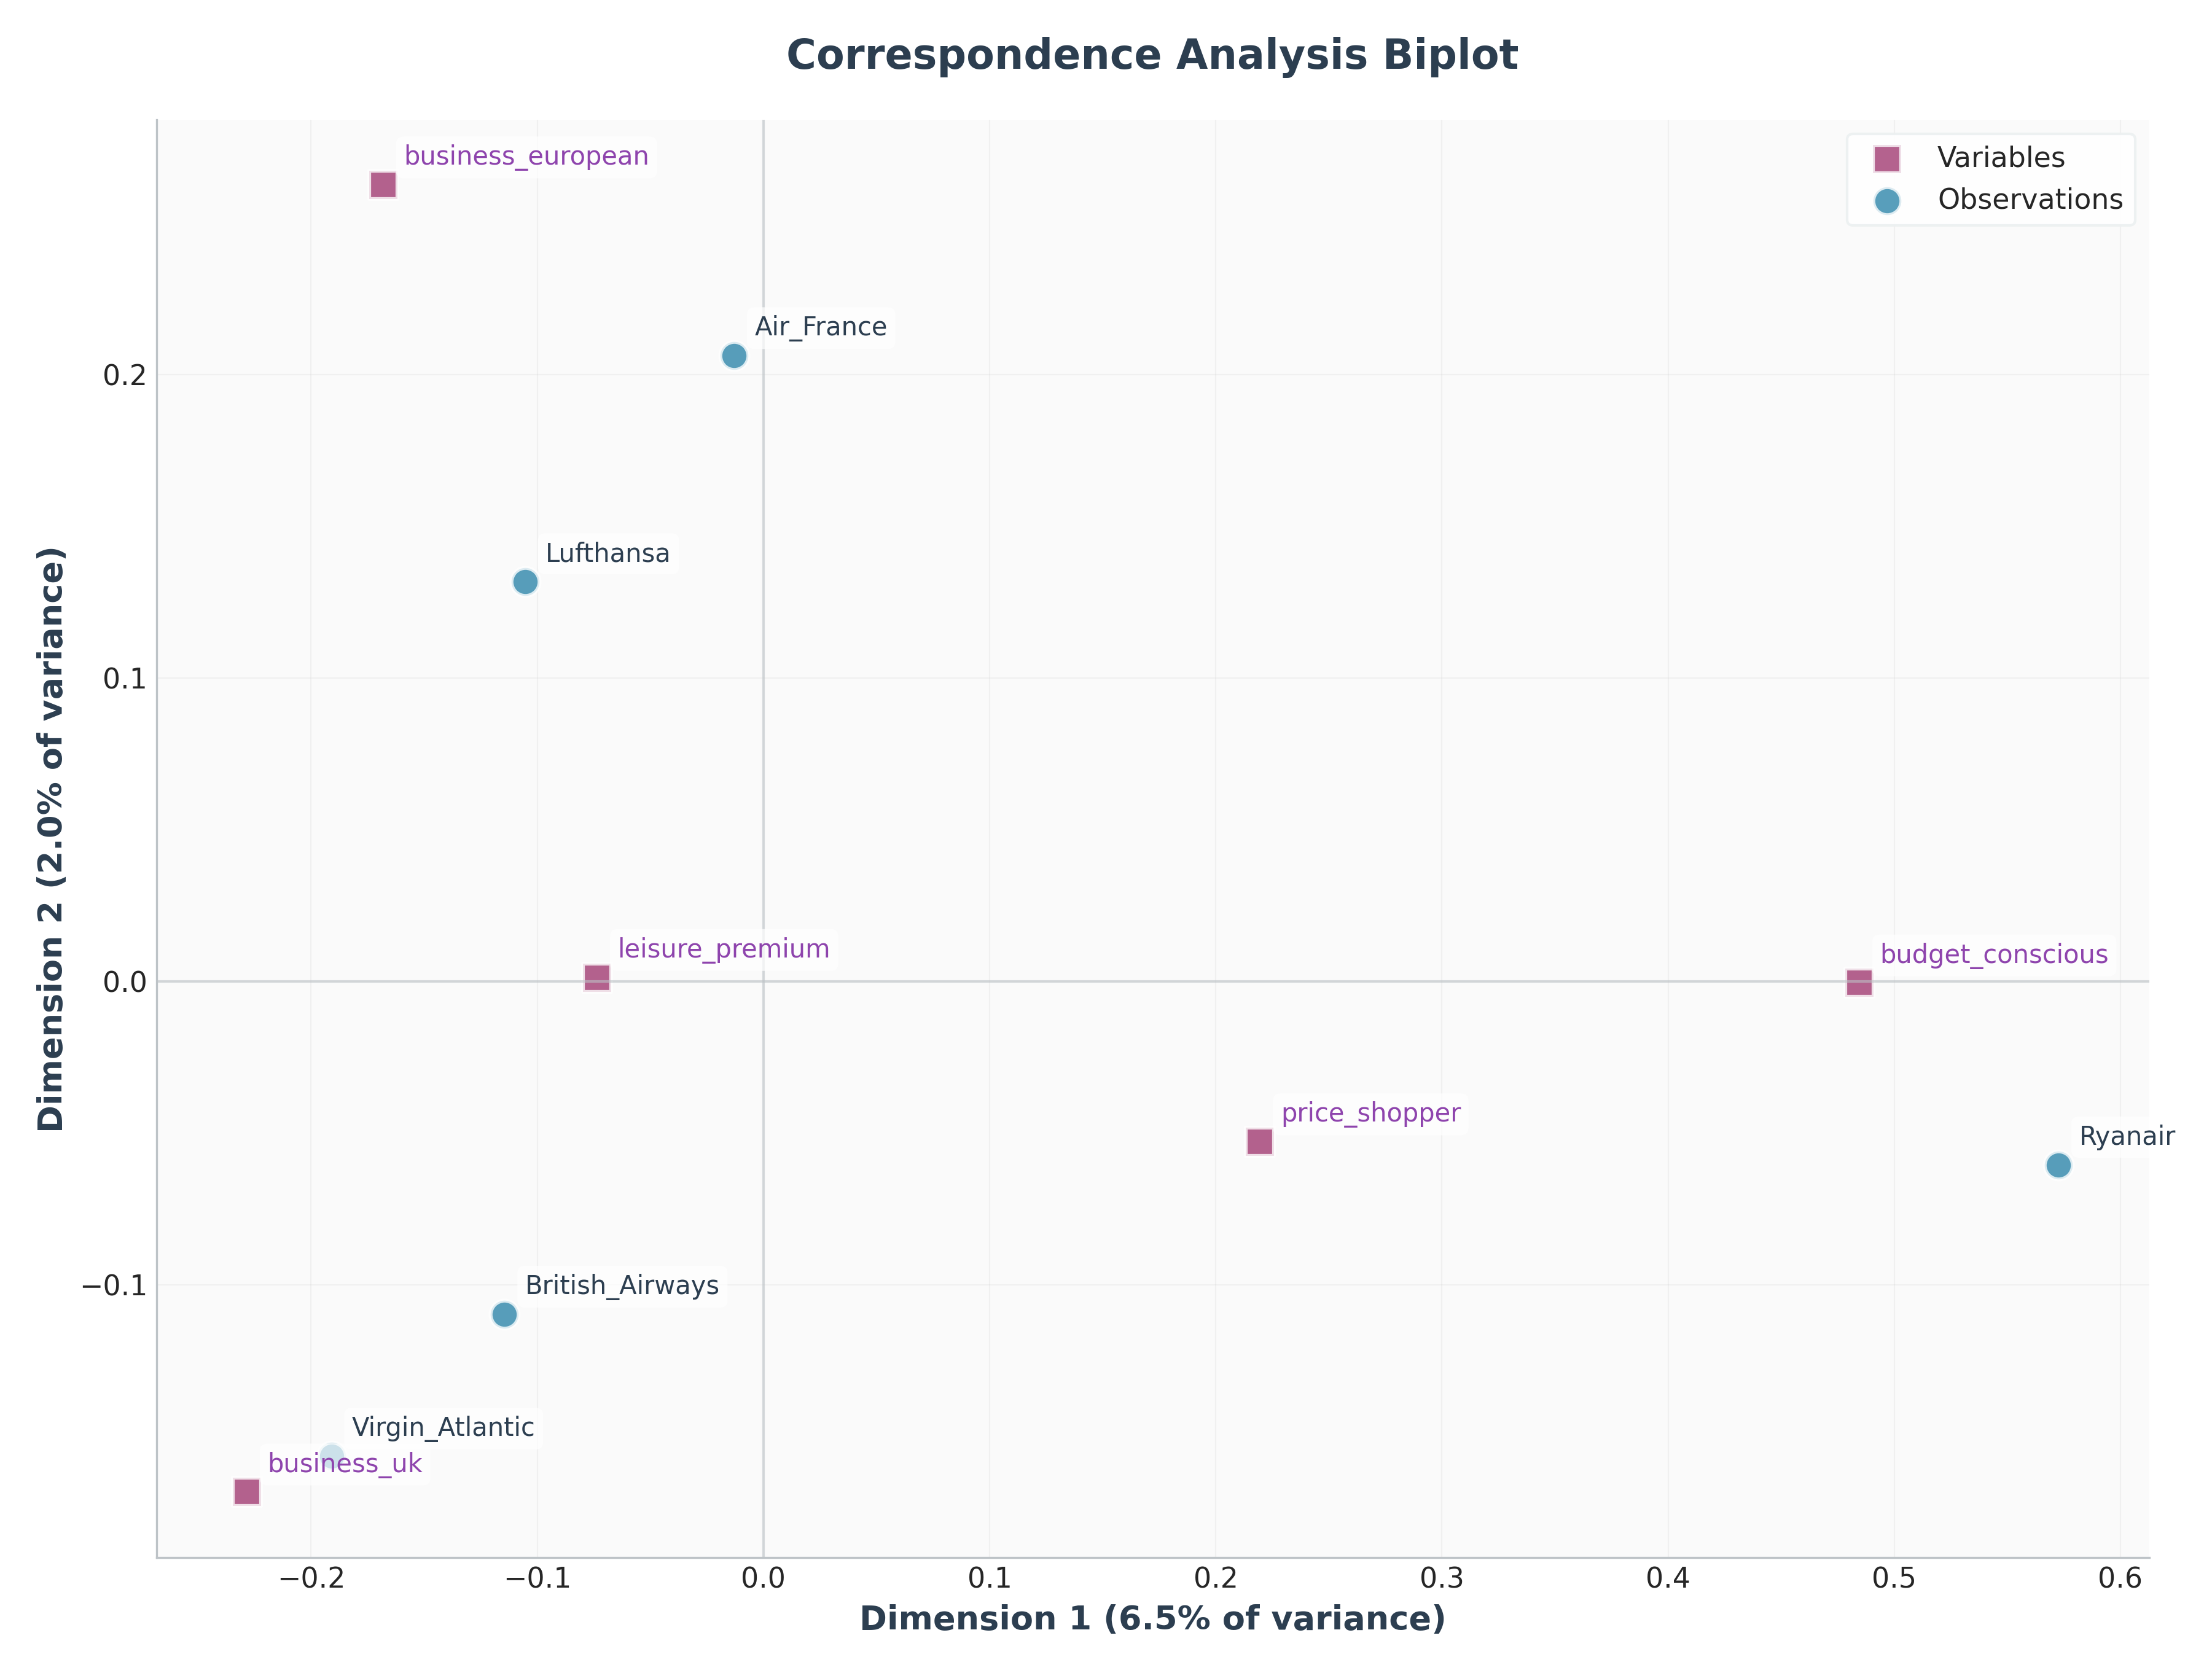 Correspondence Analysis Biplot
business_european
Variables
Observations
Air_France
Lufthansa
leisure_premium
budget_conscious
price_shopper
Ryanair
British_Airways
Virgin_Atlantic
business_uk
0.2
0.1
0.0
−0.1
Dimension 2 (2.0% of variance)
−0.2
−0.1
0.0
0.1
0.2
0.3
0.4
0.5
0.6
Dimension 1 (6.5% of variance)